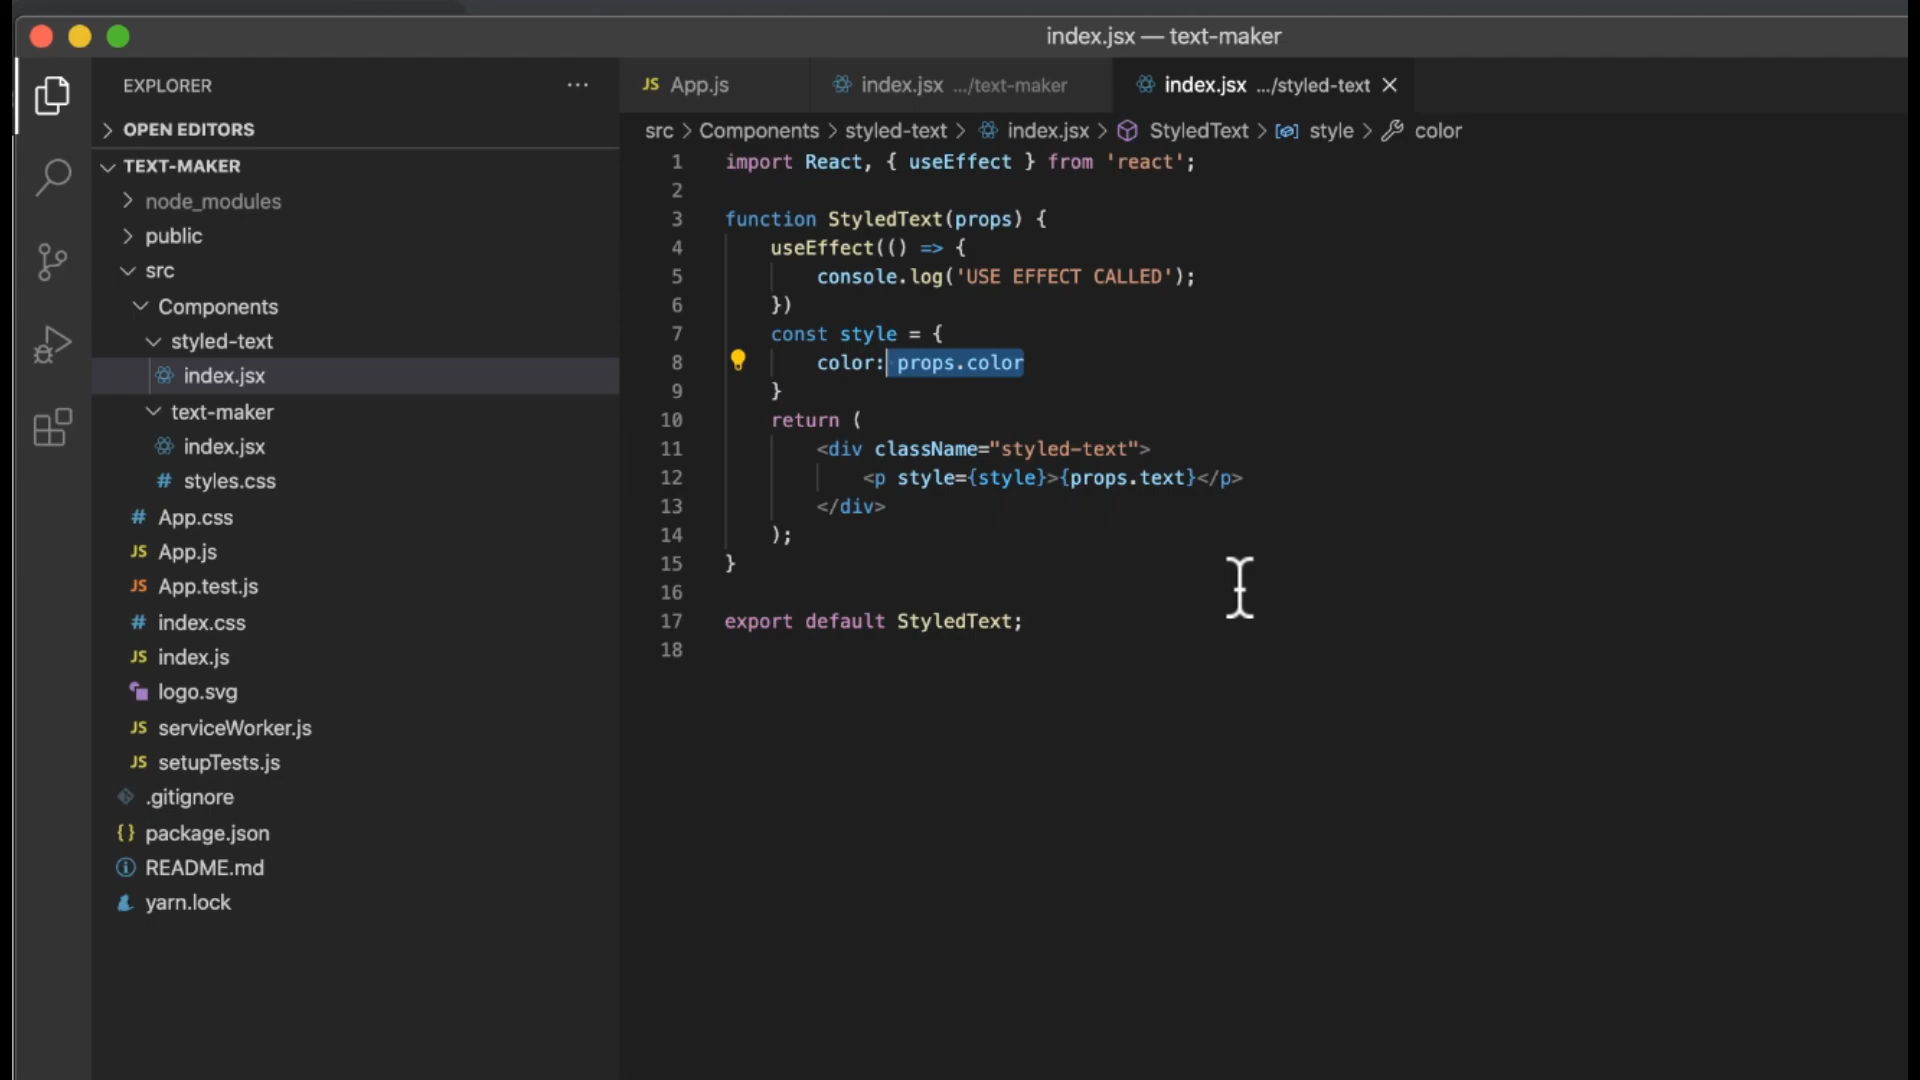 index.jsx — text-maker
EXPLORER
OPEN EDITORS
TEXT-MAKER
node_modules
public
src
Components
styled-text
index.jsx
text-maker
index.jsx
# styles.css
# App.css
JS App.js
JS App.test.js
# index.css
JS index.js
logo.svg
JS serviceWorker.js
JS setupTests.js
.gitignore
{} package.json
README.md
yarn.lock
JS App.js
index.jsx .../text-maker
index.jsx .../styled-text
src > Components > styled-text > index.jsx > StyledText > style > color
1 import React, { useEffect } from 'react';
2
3 function StyledText(props) {
4 useEffect(() => {
5 console.log('USE EFFECT CALLED');
6 })
7 const style = {
8 color: props.color
9 }
10 return (
11 <div className="styled-text">
12 <p style={style}>{props.text}</p>
13 </div>
14 );
15 }
16
17 export default StyledText;
18